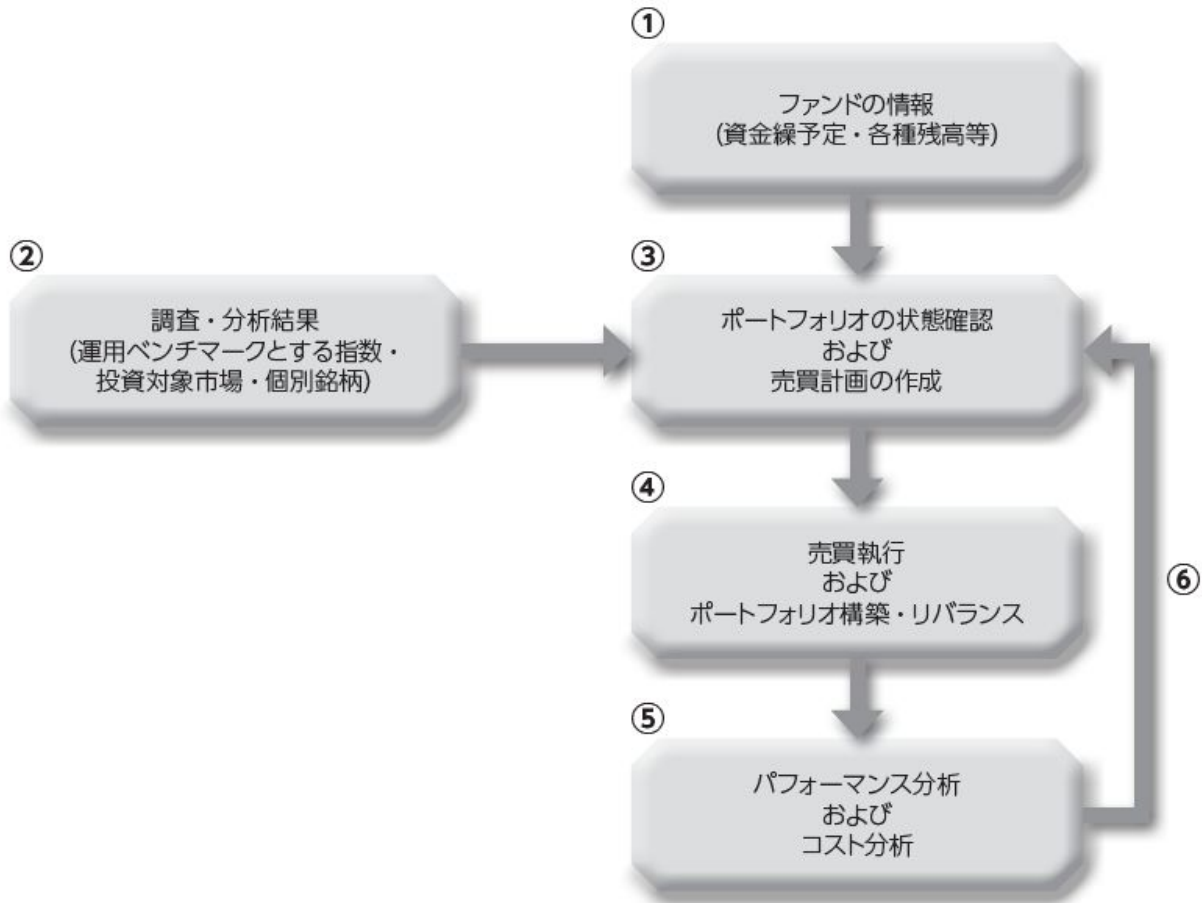 ①
ファンドの情報
(資金繰予定・各種残高等)
②
調査・分析結果
(運用ベンチマークとする指数・
投資対象市場・個別銘柄)
③
ポートフォリオの状態確認
および
売買計画の作成
④
売買執行
および
ポートフォリオ構築・リバランス
⑥
⑤
パフォーマンス分析
および
コスト分析